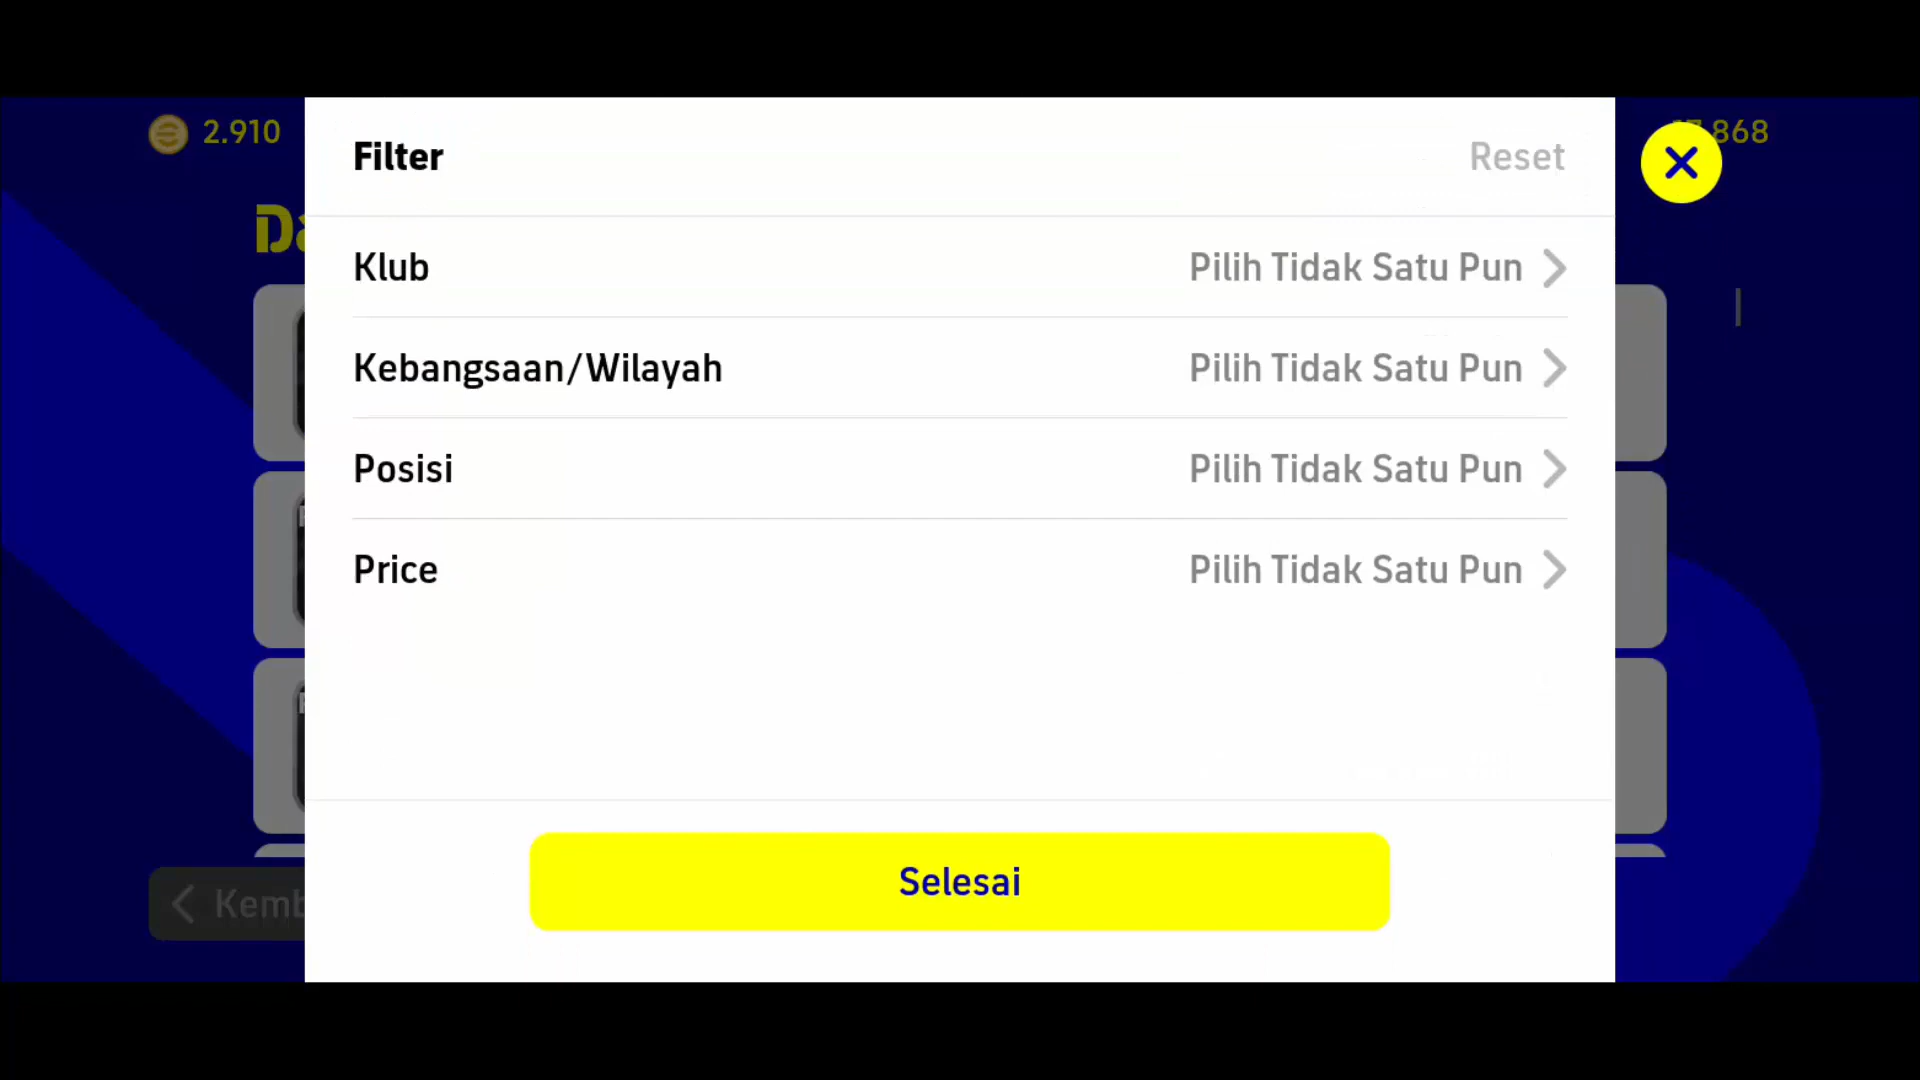 2.910
Filter
Reset
Klub
Pilih Tidak Satu Pun
Kebangsaan/Wilayah
Pilih Tidak Satu Pun
Posisi
Pilih Tidak Satu Pun
Price
Pilih Tidak Satu Pun
Selesai